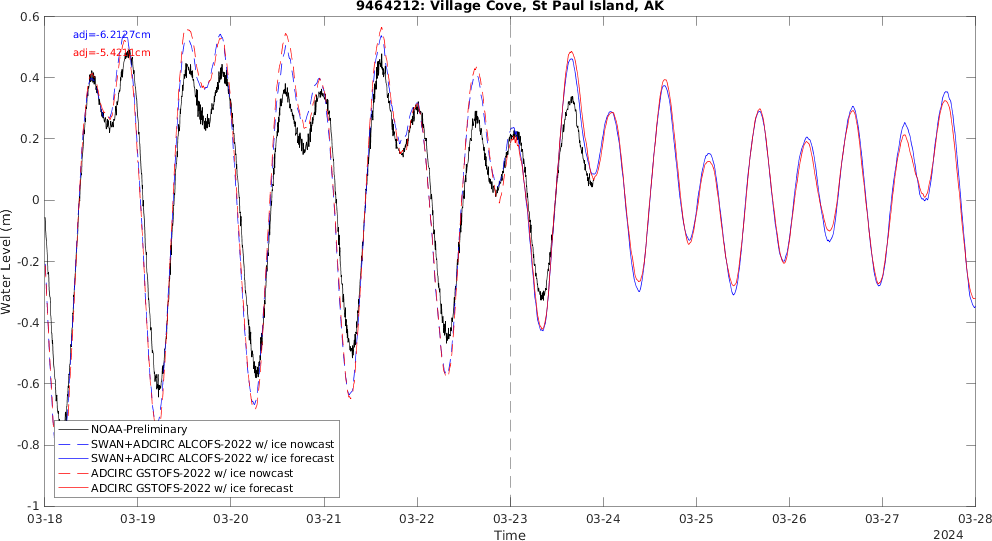 9464212: Village Cove, St Paul Island, AK
adj=-6.2127cm
0.6
0.4
0.2
0
-0.2
-0.4
-0.6
-0.8
-1
Water Level (m)
NOAA-Preliminary
SWAN+ADCIRC ALCOFS-2022 w/ ice nowcast
SWAN+ADCIRC ALCOFS-2022 w/ ice forecast
ADCIRC GSTOFS-2022 w/ ice nowcast
ADCIRC GSTOFS-2022 w/ ice forecast
03-18 03-19 03-20 03-21 03-22 03-23 03-24 03-25 03-26 03-27 03-28
Time
2024